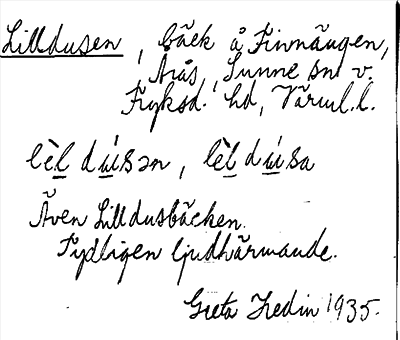 Lilldusen, bäck å Finnängen,
Årås, Sunne sn v.
Fryksd. hd, Värml. l.
lèl dúsən, lèl dúsa
Även Lilldusbäcken.
Tydligen ljudhärmande.
Greta Hedin 1935.